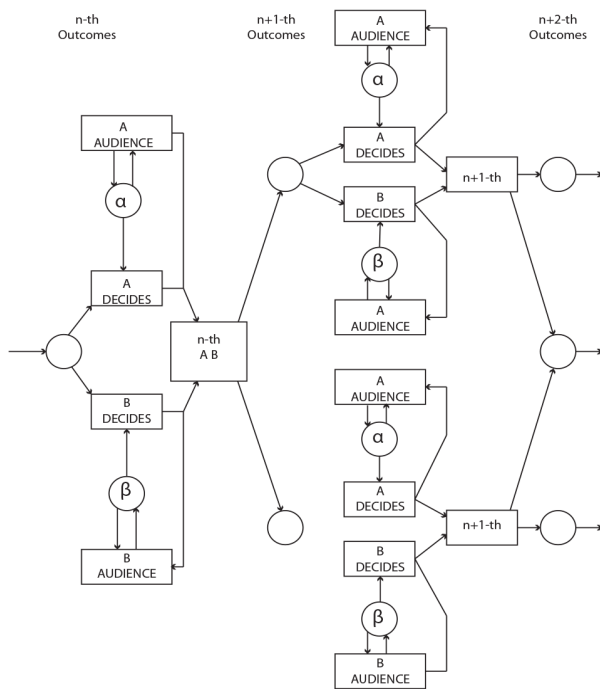 n-th
Outcomes
n+1-th
Outcomes
n+2-th
Outcomes
A
AUDIENCE
α
A
DECIDES
B
DECIDES
β
B
AUDIENCE
n-th
A B
A
AUDIENCE
α
A
DECIDES
B
DECIDES
β
A
AUDIENCE
n+1-th
A
AUDIENCE
α
A
DECIDES
B
DECIDES
β
B
AUDIENCE
n+1-th